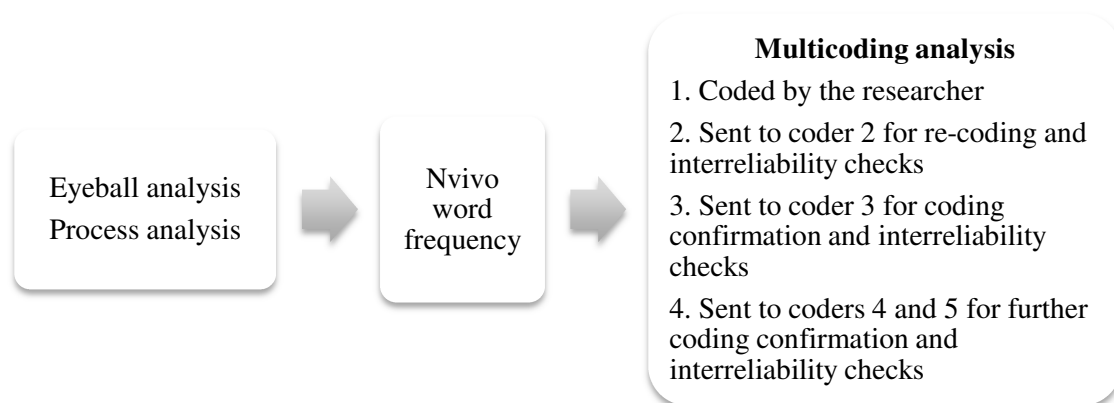 Eyeball analysis
Process analysis
Nvivo
word
frequency
Multicoding analysis
1. Coded by the researcher
2. Sent to coder 2 for re-coding and
interreliability checks
3. Sent to coder 3 for coding
confirmation and interreliability
checks
4. Sent to coders 4 and 5 for further
coding confirmation and
interreliability checks